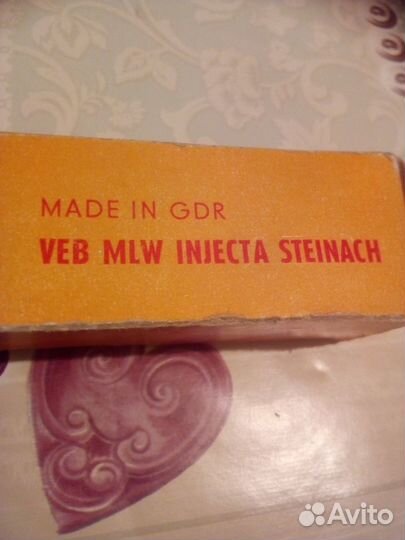 MADE IN GDR
VEB MLW INJECTA STEINACH
Avito